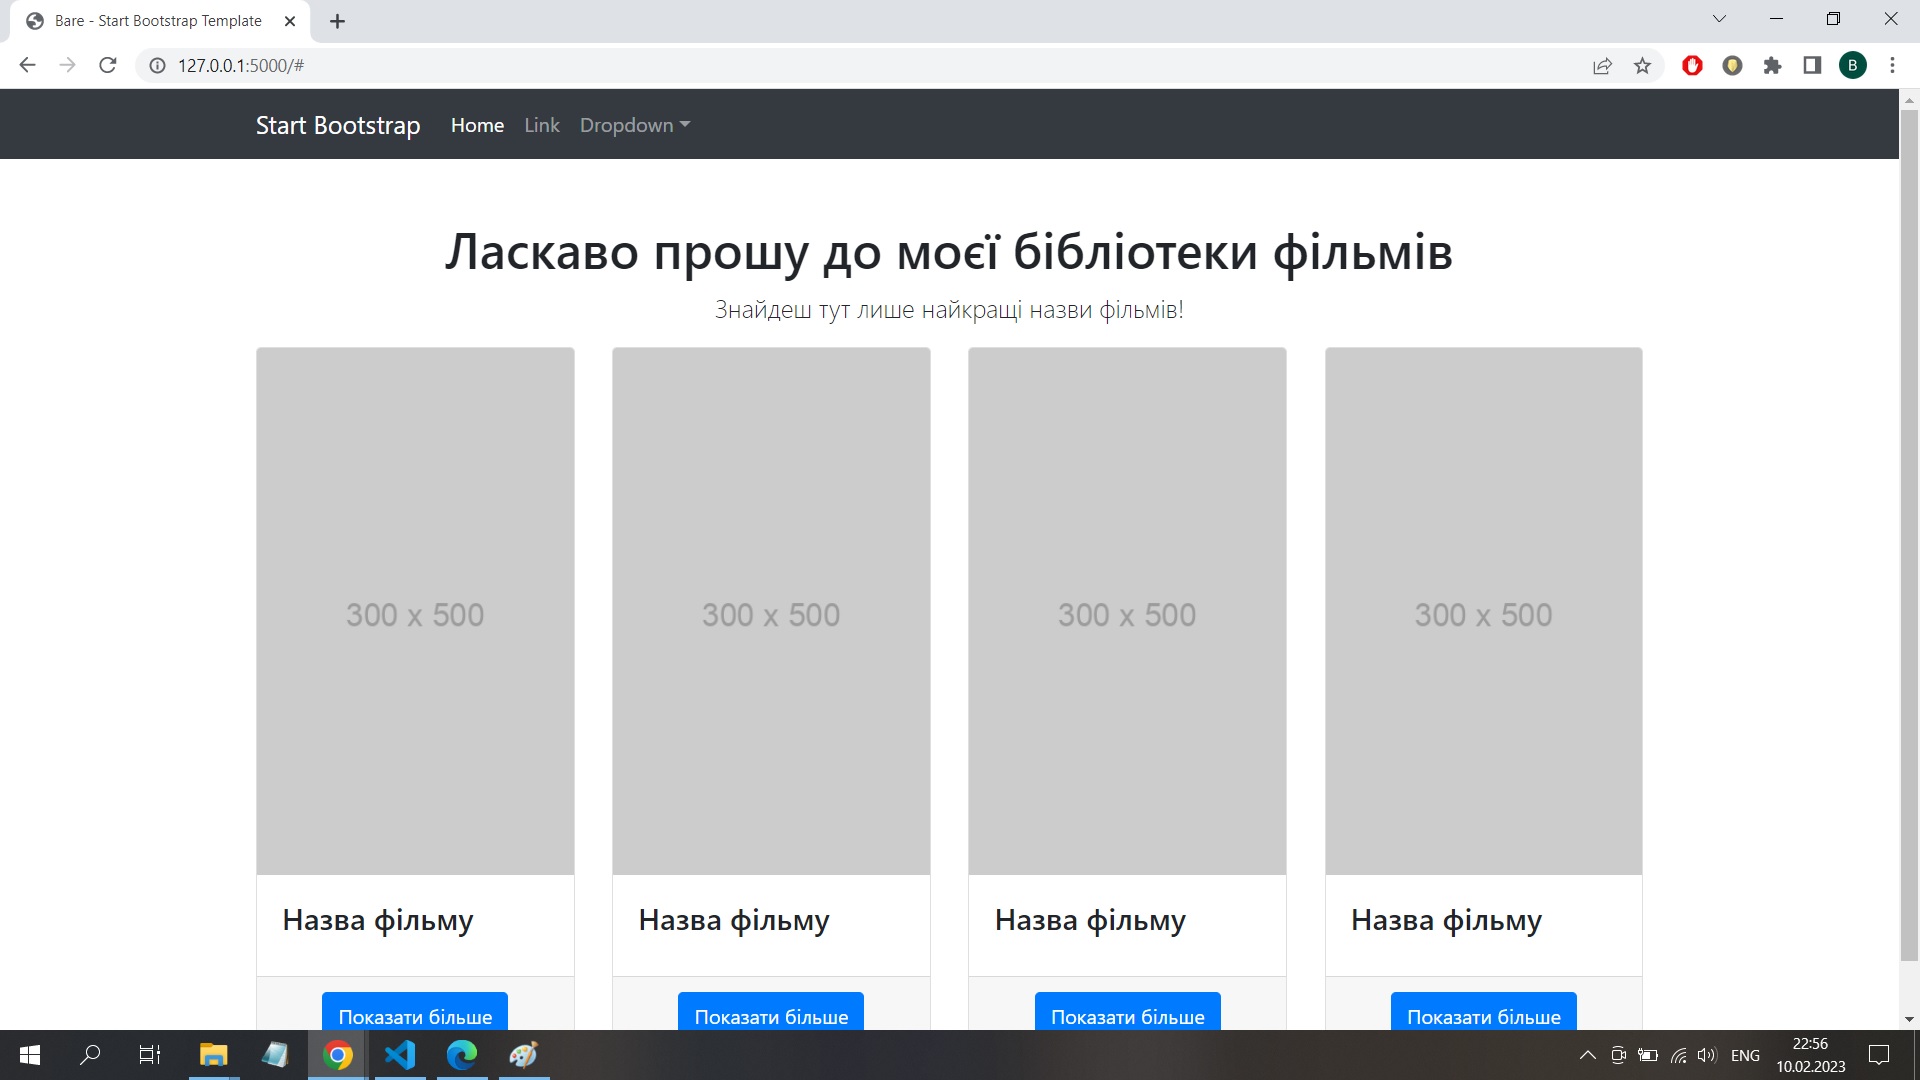 Bare - Start Bootstrap Template
127.0.0.1:5000/#
B
Start Bootstrap Home Link Dropdown
Ласкаво прошу до моєї бібліотеки фільмів
Знайдеш тут лише найкращі назви фільмів!
300 x 500 300 x 500 300 x 500 300 x 500
Назва фільму Назва фільму Назва фільму Назва фільму
Показати більше Показати більше Показати більше Показати більше
ENG
22:56
10.02.2023